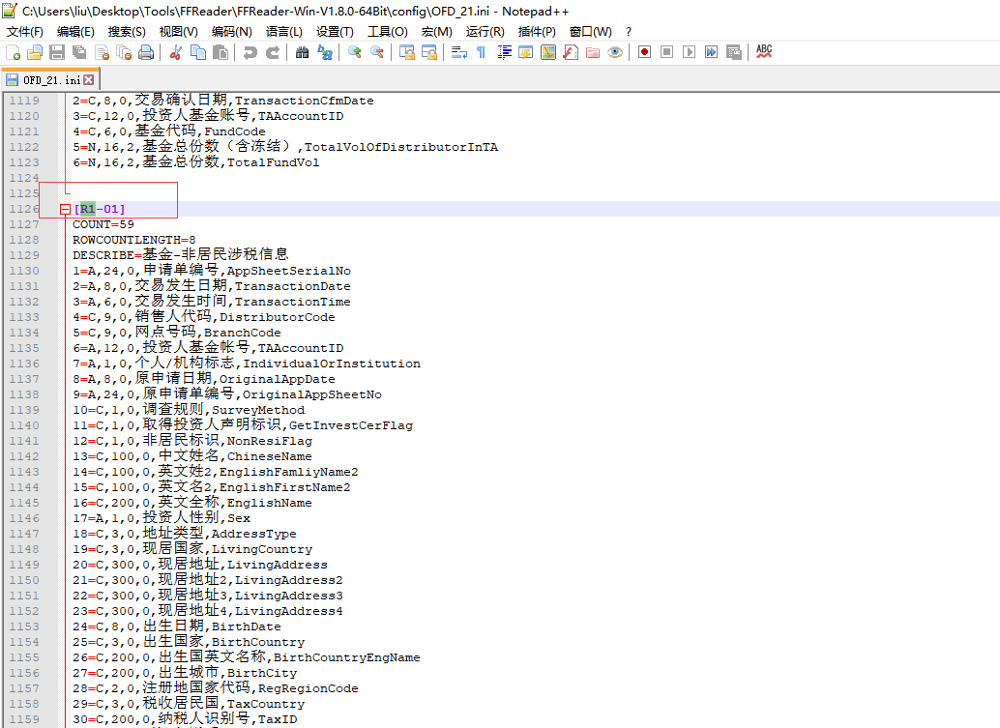 C:\Users\liu\Desktop\Tools\FFReader\FFReader-Win-V1.8.0-64Bit\config\OFD_21.ini - Notepad++
文件(F) 编辑(E) 搜索(S) 视图(V) 编码(N) 语言(L) 设置(T) 工具(O) 宏(M) 运行(R) 插件(P) 窗口(W) ?
ABC
OFD_21.ini
1119 2=C,8,0,交易确认日期,TransactionCfmDate
1120 3=C,12,0,投资人基金账号,TAAccountID
1121 4=C,6,0,基金代码,FundCode
1122 5=N,16,2,基金总份数（含冻结）,TotalVolOfDistributorInTA
1123 6=N,16,2,基金总份数,TotalFundVol
1124
1125
1126 [R1-01]
1127 COUNT=59
1128 ROWCOUNTLENGTH=8
1129 DESCRIBE=基金-非居民涉税信息
1130 1=A,24,0,申请单编号,AppSheetSerialNo
1131 2=A,8,0,交易发生日期,TransactionDate
1132 3=A,6,0,交易发生时间,TransactionTime
1133 4=C,9,0,销售人代码,DistributorCode
1134 5=C,9,0,网点号码,BranchCode
1135 6=A,12,0,投资人基金帐号,TAAccountID
1136 7=A,1,0,个人/机构标志,IndividualOrInstitution
1137 8=A,8,0,原申请日期,OriginalAppDate
1138 9=A,24,0,原申请单编号,OriginalAppSheetNo
1139 10=C,1,0,调查规则,SurveyMethod
1140 11=C,1,0,取得投资人声明标识,GetInvestCerFlag
1141 12=C,1,0,非居民标识,NonResiFlag
1142 13=C,100,0,中文姓名,ChineseName
1143 14=C,100,0,英文姓2,EnglishFamliyName2
1144 15=C,100,0,英文名2,EnglishFirstName2
1145 16=C,200,0,英文全称,EnglishName
1146 17=A,1,0,投资人性别,Sex
1147 18=C,3,0,地址类型,AddressType
1148 19=C,3,0,现居国家,LivingCountry
1149 20=C,300,0,现居地址,LivingAddress
1150 21=C,300,0,现居地址2,LivingAddress2
1151 22=C,300,0,现居地址3,LivingAddress3
1152 23=C,300,0,现居地址4,LivingAddress4
1153 24=C,8,0,出生日期,BirthDate
1154 25=C,3,0,出生国家,BirthCountry
1155 26=C,200,0,出生国英文名称,BirthCountryEngName
1156 27=C,200,0,出生城市,BirthCity
1157 28=C,2,0,注册地国家代码,RegRegionCode
1158 29=C,3,0,税收居民国,TaxCountry
1159 30=C,200,0,纳税人识别号,TaxID